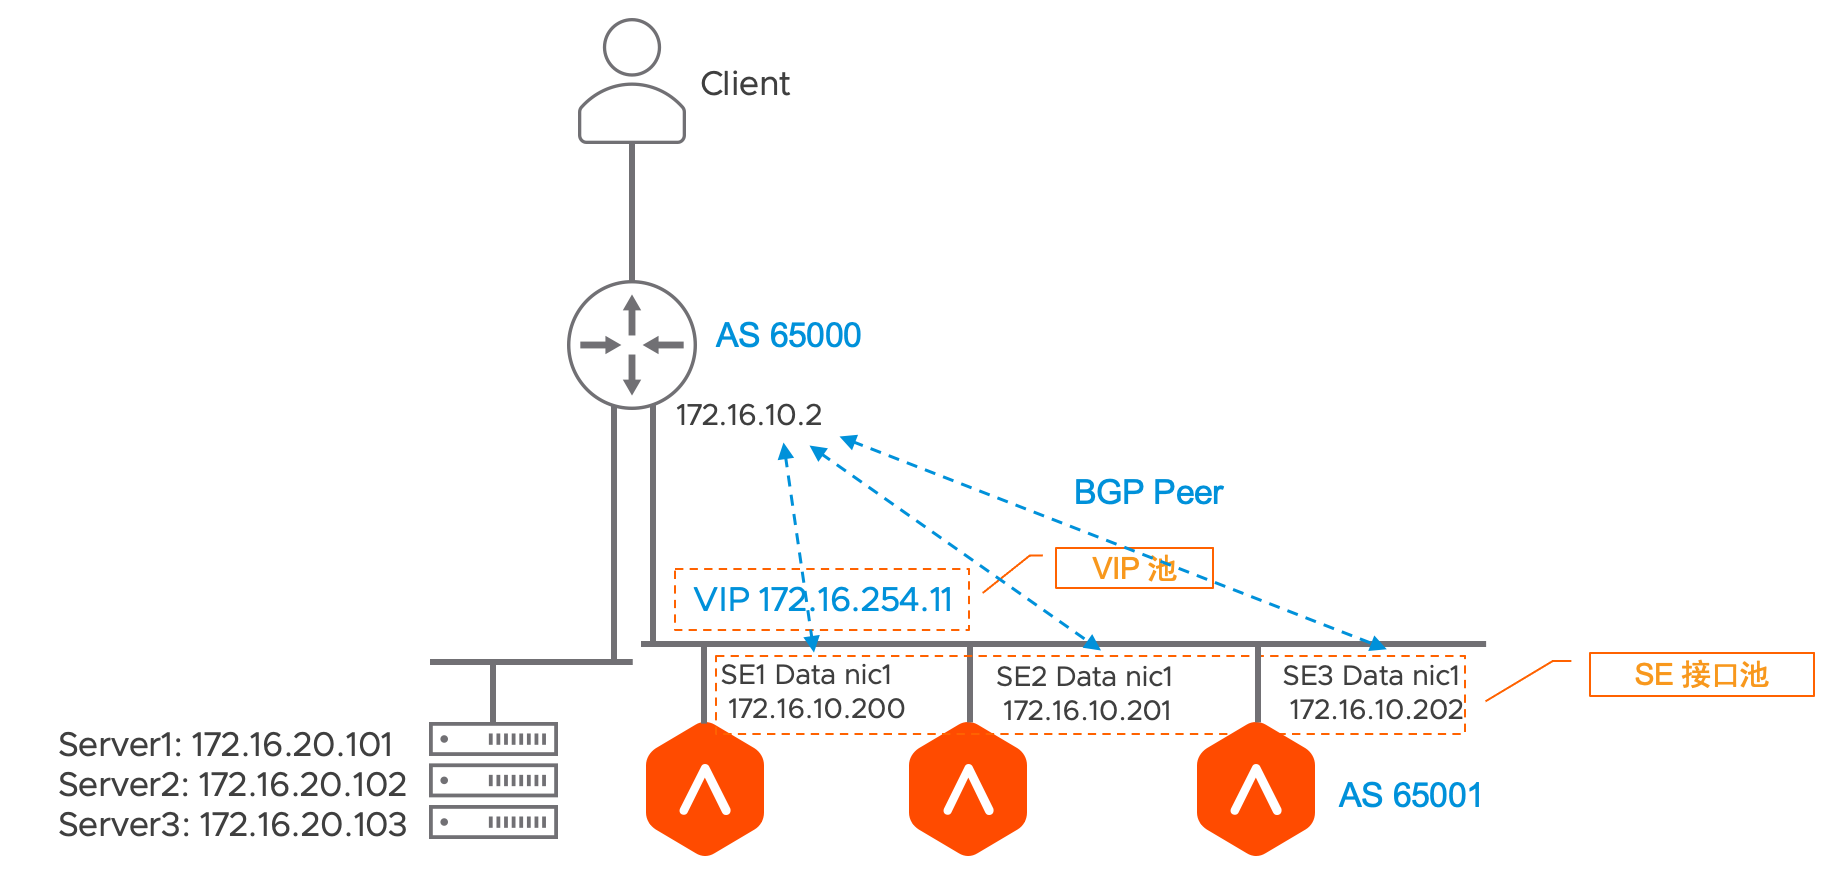 Client
AS 65000
172.16.10.2
BGP Peer
VIP 池
VIP 172.16.254.11
SE1 Data nic1
172.16.10.200
SE2 Data nic1
172.16.10.201
SE3 Data nic1
172.16.10.202
SE 接口池
Server1: 172.16.20.101
Server2: 172.16.20.102
Server3: 172.16.20.103
AS 65001